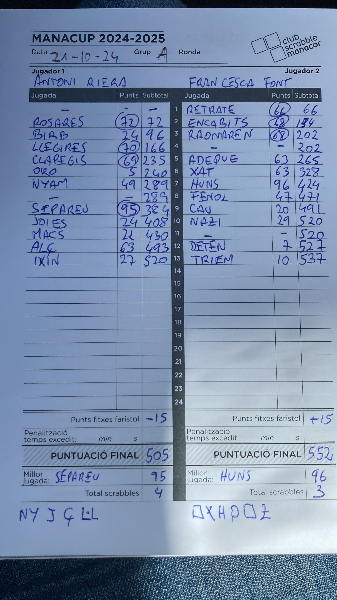 MANACUP 2024-2025
club scrabble manacor
Data 21-10-24 Grup A Ronda
Jugador 1 Jugador 2
ANTONI RIERA FRANCESCA FONT
Jugada Punts Subtotal Jugada Punts Subtotal
- - 1 RETRATE 66 66
ROSARES 72 72 2 ENCABITS 68 134
BIRB 24 96 3 68 202
LLEGIRES 70 166 4 - - 202
CLAREGIS 69 235 5 ADEQUE 63 265
ORO 5 240 6 XAT 63 328
NYAM 49 289 7 HUNS 96 424
- - 289 8 FENOL 47 471
SEPAREU 95 384 9 CAU 20 491
JOIES 24 408 10 NAZI 29 520
MACS 22 430 11 - - 520
ALÇ 63 493 12 DETEN 7 527
IXIN 27 520 13 TRIEM 10 537
14
15
16
17
18
19
20
21
22
23
24
Punts fitxes faristol -15 Punts fitxes faristol +15
Penalització temps excedit: min s Penalització temps excedit: min s
PUNTUACIÓ FINAL 505 PUNTUACIÓ FINAL 552
Millor jugada: SEPAREU 95 Millor jugada: HUNS 96
Total scrabbles 4 Total scrabbles 3
NY J Ç L·L